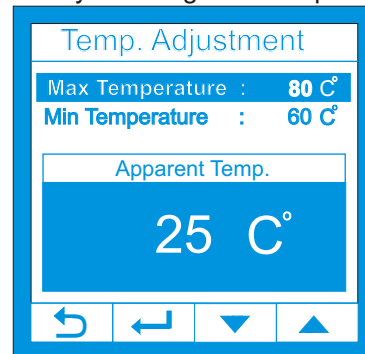 Temp. Adjustment
Max Temperature : 80 C°
Min Temperature : 60 C°
Apparent Temp.
25 C°